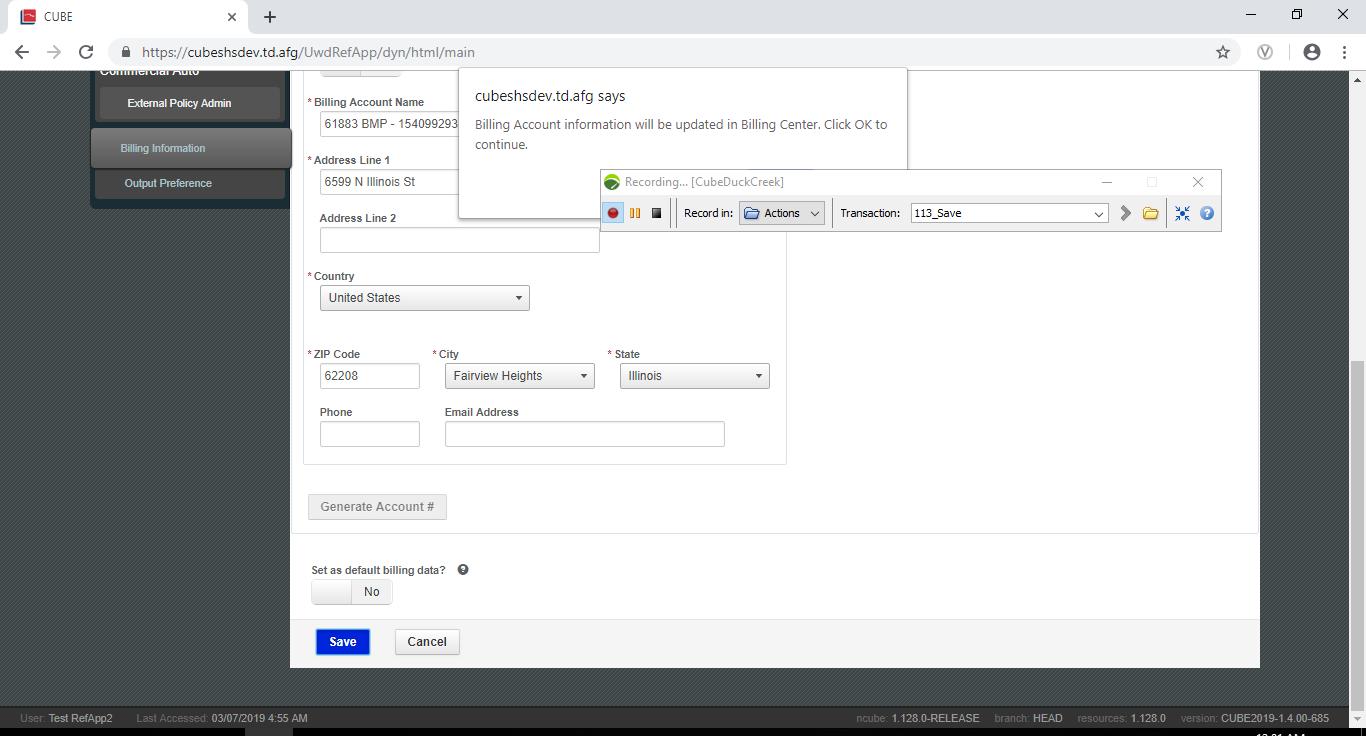 CUBE
https://cubeshsdev.td.afg/UwdRefApp/dyn/html/main
Commercial Auto
External Policy Admin
Billing Information
Output Preference
cubeshsdev.td.afg says
Billing Account information will be updated in Billing Center. Click OK to
continue.
Recording... [CubeDuckCreek]
Record in: Actions Transaction: 113_Save
* Billing Account Name
61883 BMP - 154099293
* Address Line 1
6599 N Illinois St
Address Line 2
* Country
United States
* ZIP Code * City * State
62208 Fairview Heights Illinois
Phone Email Address
Generate Account #
Set as default billing data? ?
No
Save Cancel
User: Test RefApp2 Last Accessed: 03/07/2019 4:55 AM ncube: 1.128.0-RELEASE branch: HEAD resources: 1.128.0 version: CUBE2019-1.4.00-685